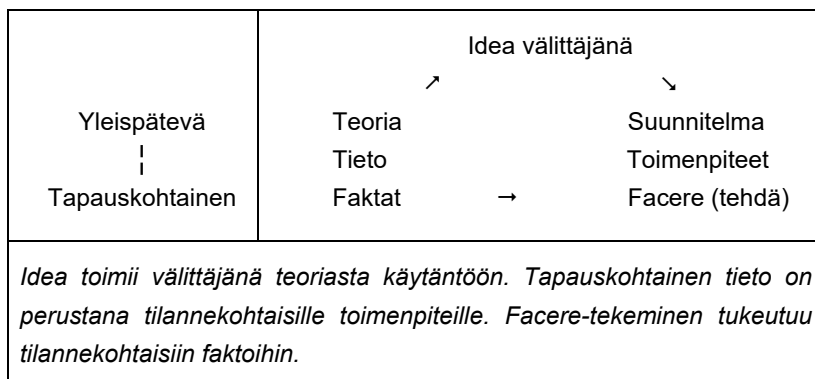 Idea välittäjänä
↗ ↘
Yleispätevä Teoria Suunnitelma
¦ Tieto Toimenpiteet
Tapauskohtainen Faktat → Facere (tehdä)
Idea toimii välittäjänä teoriasta käytäntöön. Tapauskohtainen tieto on
perustana tilannekohtaisille toimenpiteille. Facere-tekeminen tukeutuu
tilannekohtaisiin faktoihin.